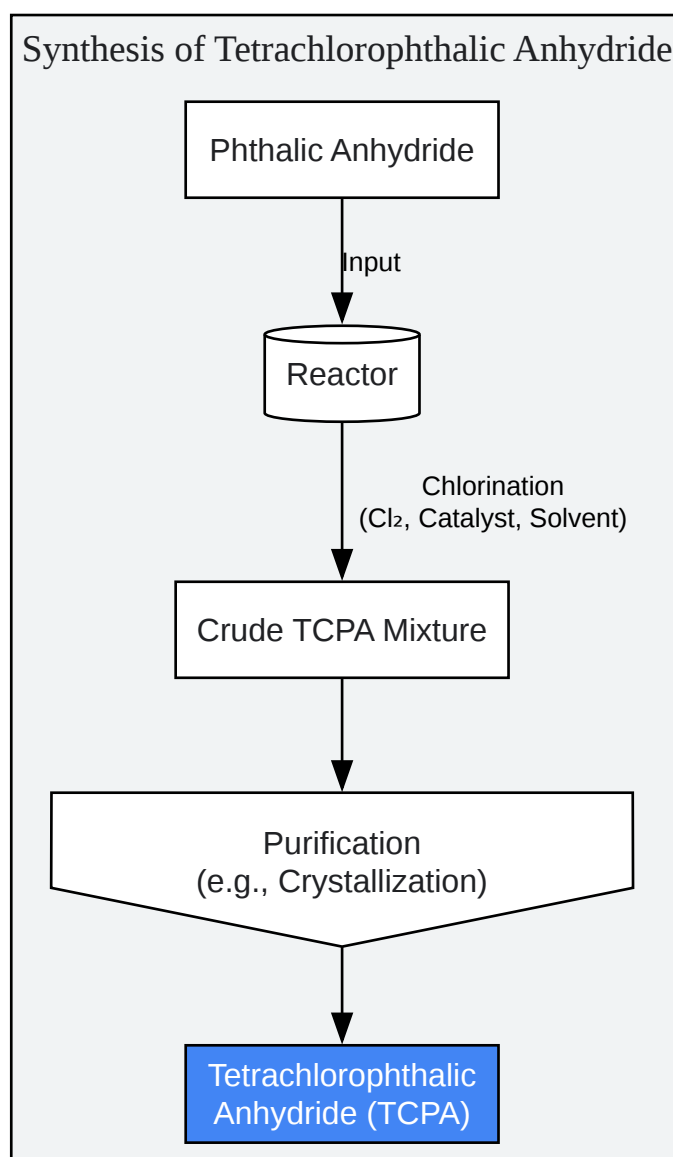 Synthesis of Tetrachlorophthalic Anhydride
Phthalic Anhydride
Input
Reactor
Chlorination
(Cl₂, Catalyst, Solvent)
Crude TCPA Mixture
Purification
(e.g., Crystallization)
Tetrachlorophthalic
Anhydride (TCPA)